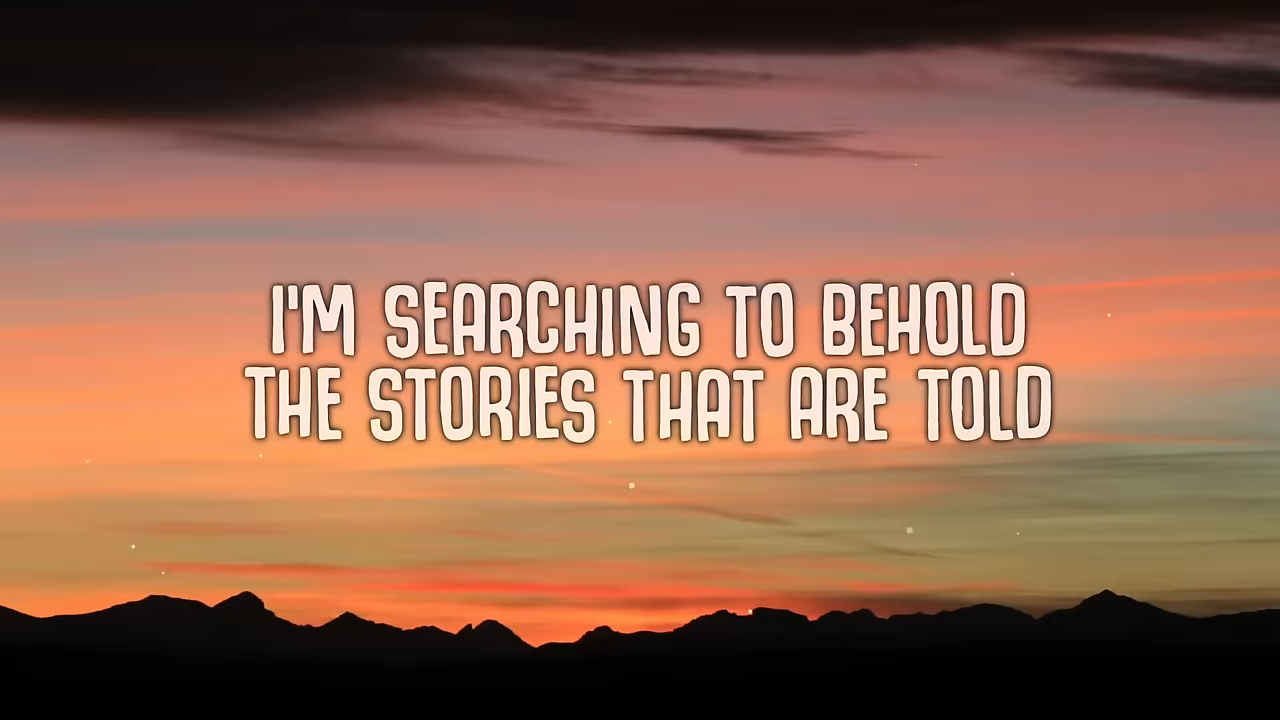 I'M SEARCHING TO BEHOLD
THE STORIES THAT ARE TOLD